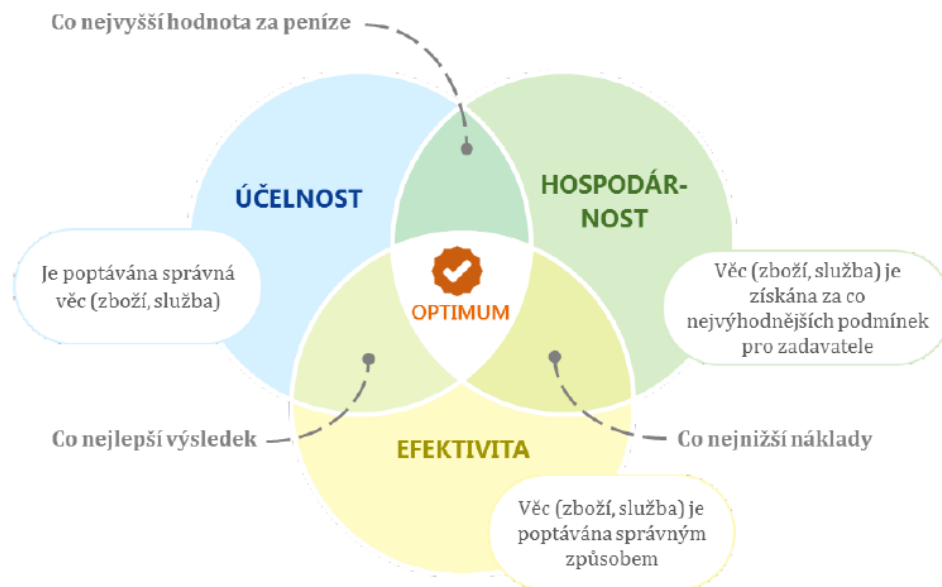 Co nejvyšší hodnota za peníze
ÚČELNOST
HOSPODÁR-
NOST
Je poptávána správná
věc (zboží, služba)
Věc (zboží, služba) je
získána za co
nejvýhodnějších podmínek
pro zadavatele
OPTIMUM
Co nejlepší výsledek
EFEKTIVITA
Co nejnižší náklady
Věc (zboží, služba) je
poptávána správným
způsobem